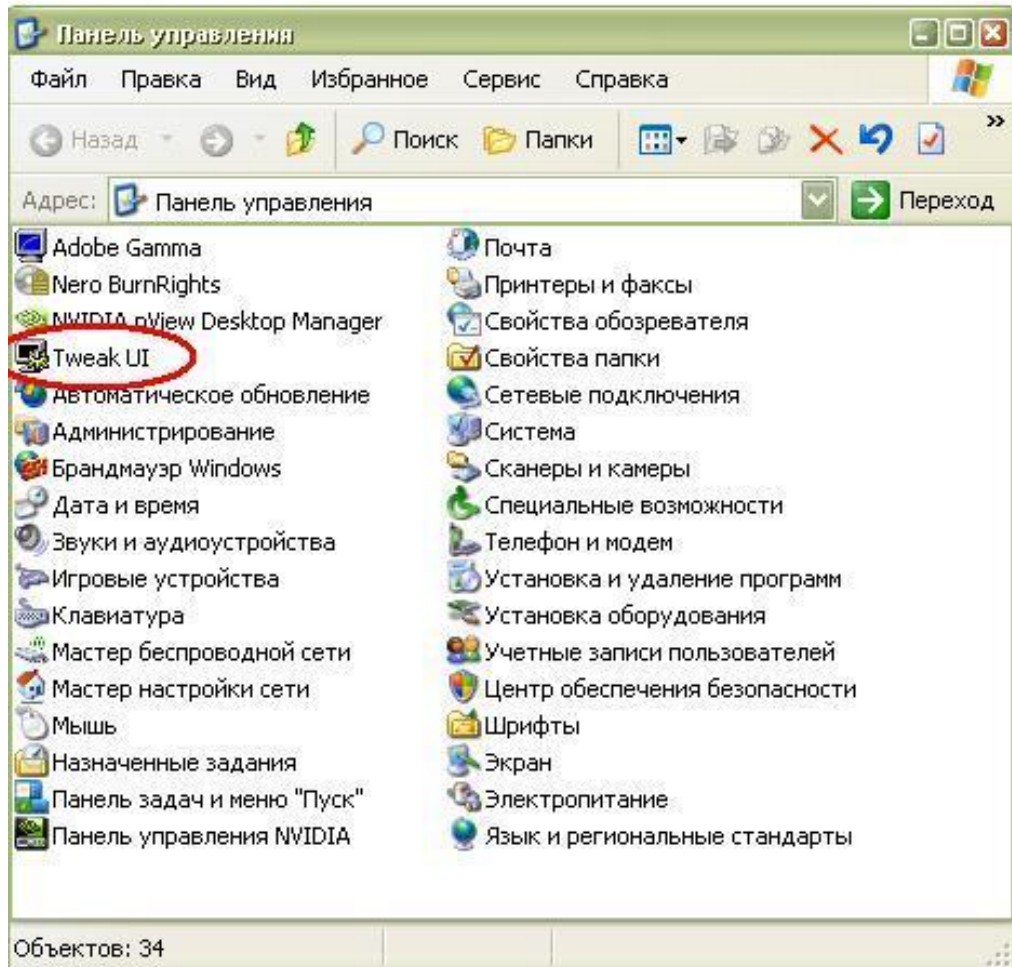 Панель управления
Файл Правка Вид Избранное Сервис Справка
Назад Поиск Папки »
Адрес: Панель управления Переход
Adobe Gamma
Nero BurnRights
NVIDIA nView Desktop Manager
Tweak UI
Автоматическое обновление
Администрирование
Брандмауэр Windows
Дата и время
Звуки и аудиоустройства
Игровые устройства
Клавиатура
Мастер беспроводной сети
Мастер настройки сети
Мышь
Назначенные задания
Панель задач и меню "Пуск"
Панель управления NVIDIA
Почта
Принтеры и факсы
Свойства обозревателя
Свойства папки
Сетевые подключения
Система
Сканеры и камеры
Специальные возможности
Телефон и модем
Установка и удаление программ
Установка оборудования
Учетные записи пользователей
Центр обеспечения безопасности
Шрифты
Экран
Электропитание
Язык и региональные стандарты
Объектов: 34